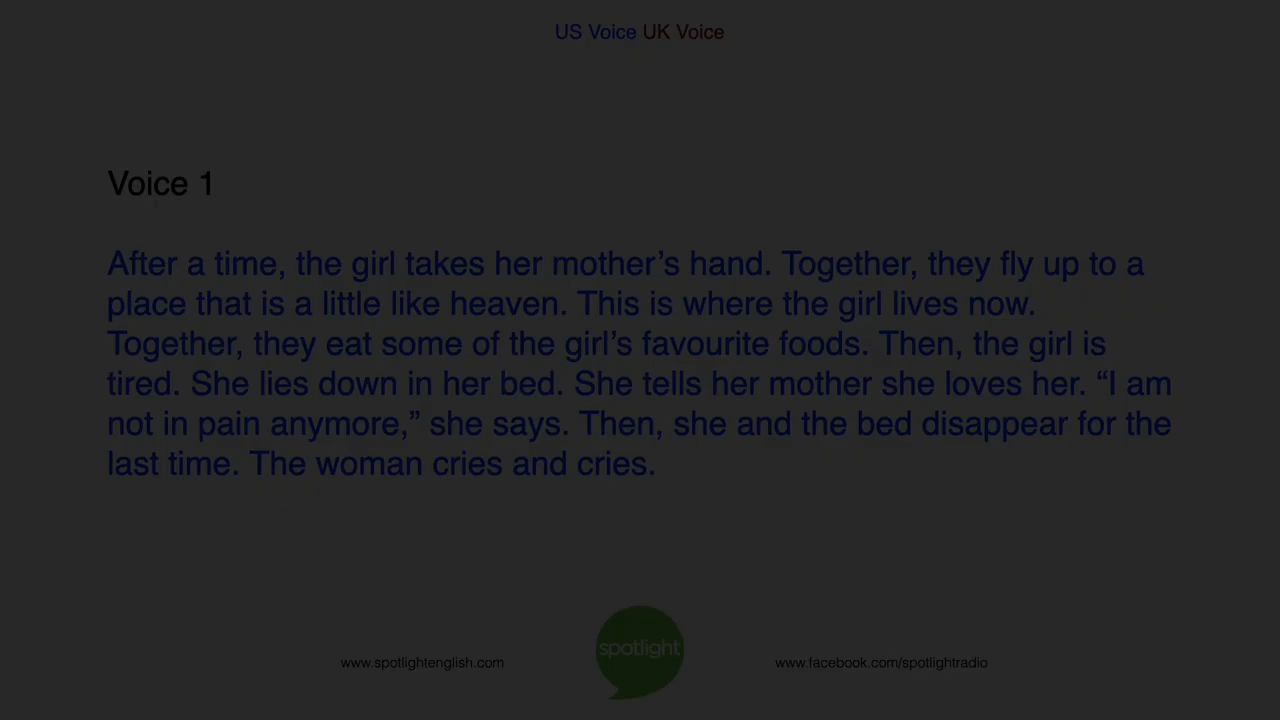 US Voice UK Voice
Voice 1
After a time, the girl takes her mother’s hand. Together, they fly up to a
place that is a little like heaven. This is where the girl lives now.
Together, they eat some of the girl’s favourite foods. Then, the girl is
tired. She lies down in her bed. She tells her mother she loves her. “I am
not in pain anymore,” she says. Then, she and the bed disappear for the
last time. The woman cries and cries.
spotlight
www.spotlightenglish.com
www.facebook.com/spotlightradio